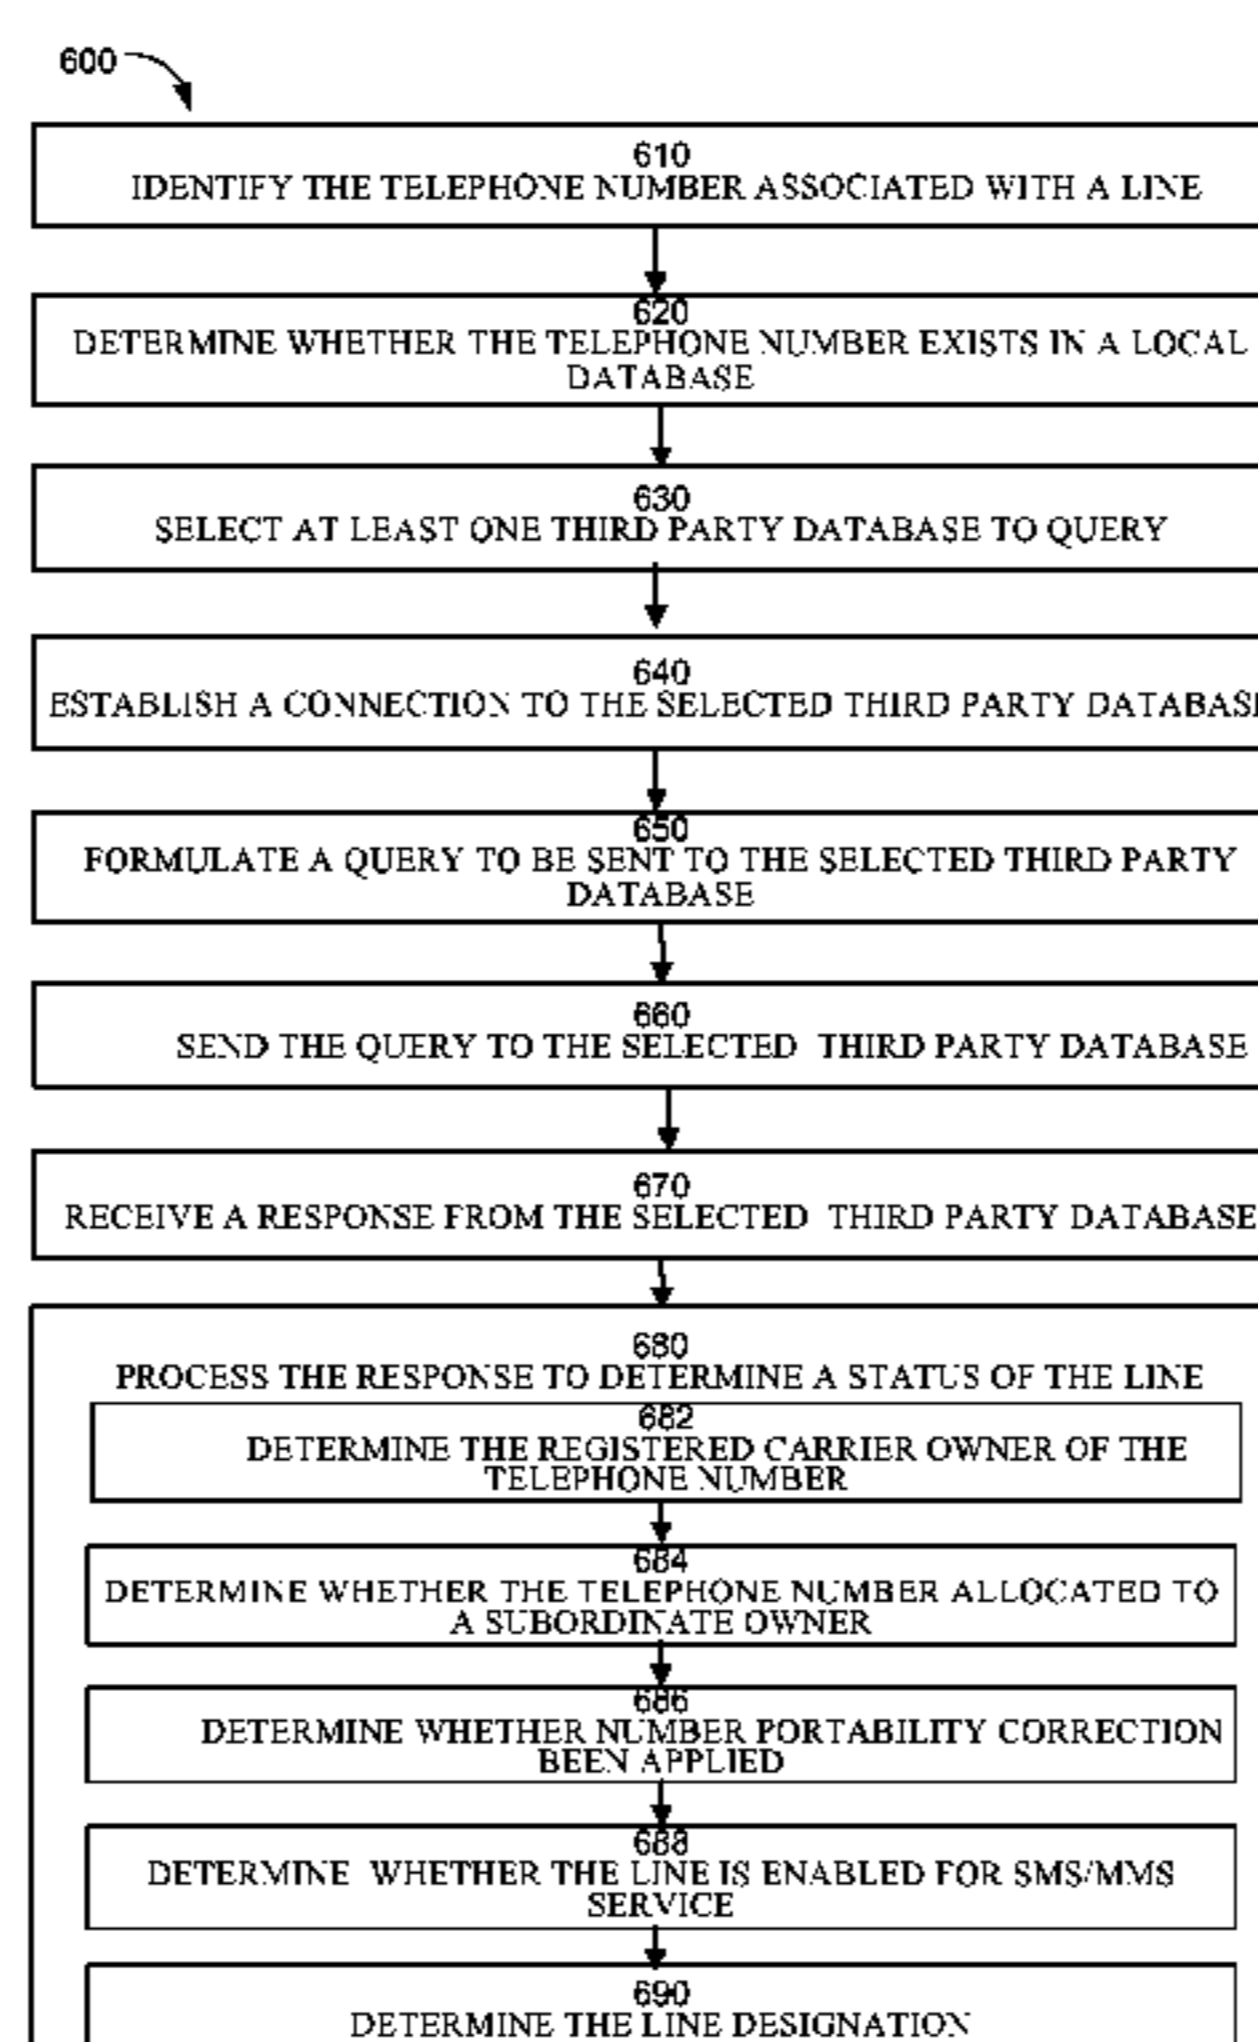 600
610
IDENTIFY THE TELEPHONE NUMBER ASSOCIATED WITH A LINE
620
DETERMINE WHETHER THE TELEPHONE NUMBER EXISTS IN A LOCAL
DATABASE
630
SELECT AT LEAST ONE THIRD PARTY DATABASE TO QUERY
640
ESTABLISH A CONNECTION TO THE SELECTED THIRD PARTY DATABASE
650
FORMULATE A QUERY TO BE SENT TO THE SELECTED THIRD PARTY
DATABASE
660
SEND THE QUERY TO THE SELECTED THIRD PARTY DATABASE
670
RECEIVE A RESPONSE FROM THE SELECTED THIRD PARTY DATABASE
680
PROCESS THE RESPONSE TO DETERMINE A STATUS OF THE LINE
682
DETERMINE THE REGISTERED CARRIER OWNER OF THE
TELEPHONE NUMBER
684
DETERMINE WHETHER THE TELEPHONE NUMBER ALLOCATED TO
A SUBORDINATE OWNER
686
DETERMINE WHETHER NUMBER PORTABILITY CORRECTION
BEEN APPLIED
688
DETERMINE WHETHER THE LINE IS ENABLED FOR SMS/MMS
SERVICE
690
DETERMINE THE LINE DESIGNATION